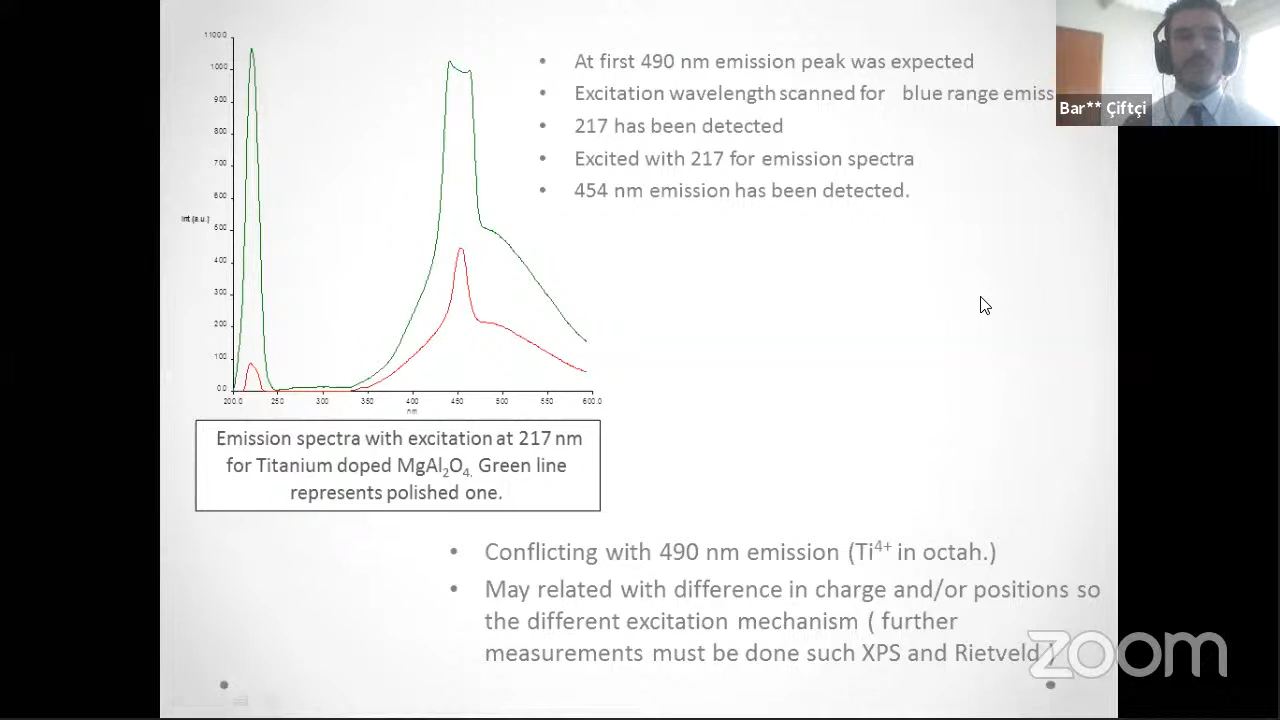 1100.0
1000
900
800
700
600
500
400
300
200
100
0.0
Int (a.u.)
200.0 250 300 350 400 450 500 550 600.0
nm
• At first 490 nm emission peak was expected
• Excitation wavelength scanned for blue range emiss
• 217 has been detected
• Excited with 217 for emission spectra
• 454 nm emission has been detected.
Bar** Çiftçi
Emission spectra with excitation at 217 nm
for Titanium doped MgAl₂O₄. Green line
represents polished one.
• Conflicting with 490 nm emission (Ti⁴⁺ in octah.)
• May related with difference in charge and/or positions so
the different excitation mechanism ( further
measurements must be done such XPS and Rietveld )
zoom